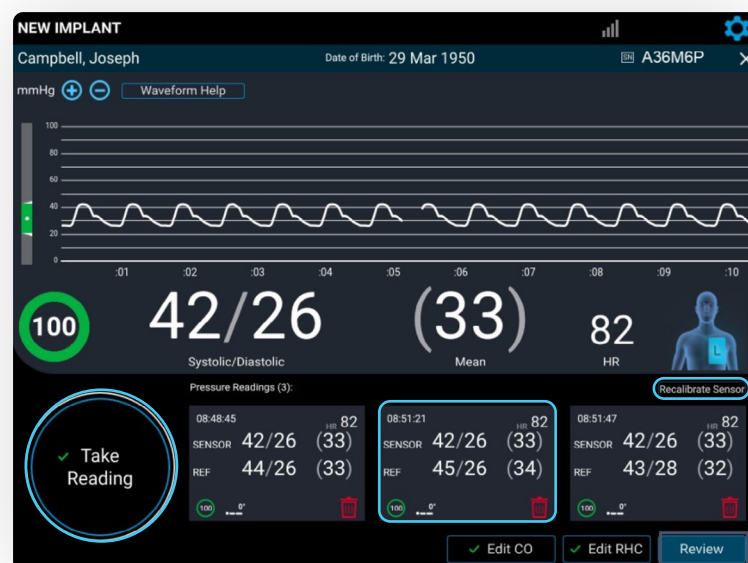 NEW IMPLANT
Campbell, Joseph Date of Birth: 29 Mar 1950 SN A36M6P X
mmHg + − Waveform Help
100
80
60
40
20
0
:01 :02 :03 :04 :05 :06 :07 :08 :09 :10
100 42/26 (33) 82 L
Systolic/Diastolic Mean HR
Pressure Readings (3): Recalibrate Sensor
Take Reading
08:48:45 HR 82
SENSOR 42/26 (33)
REF 44/26 (33)
100 0°
08:51:21 HR 82
SENSOR 42/26 (33)
REF 45/26 (34)
100 0°
08:51:47 HR 82
SENSOR 42/26 (33)
REF 43/28 (32)
100 0°
✓ Edit CO ✓ Edit RHC Review